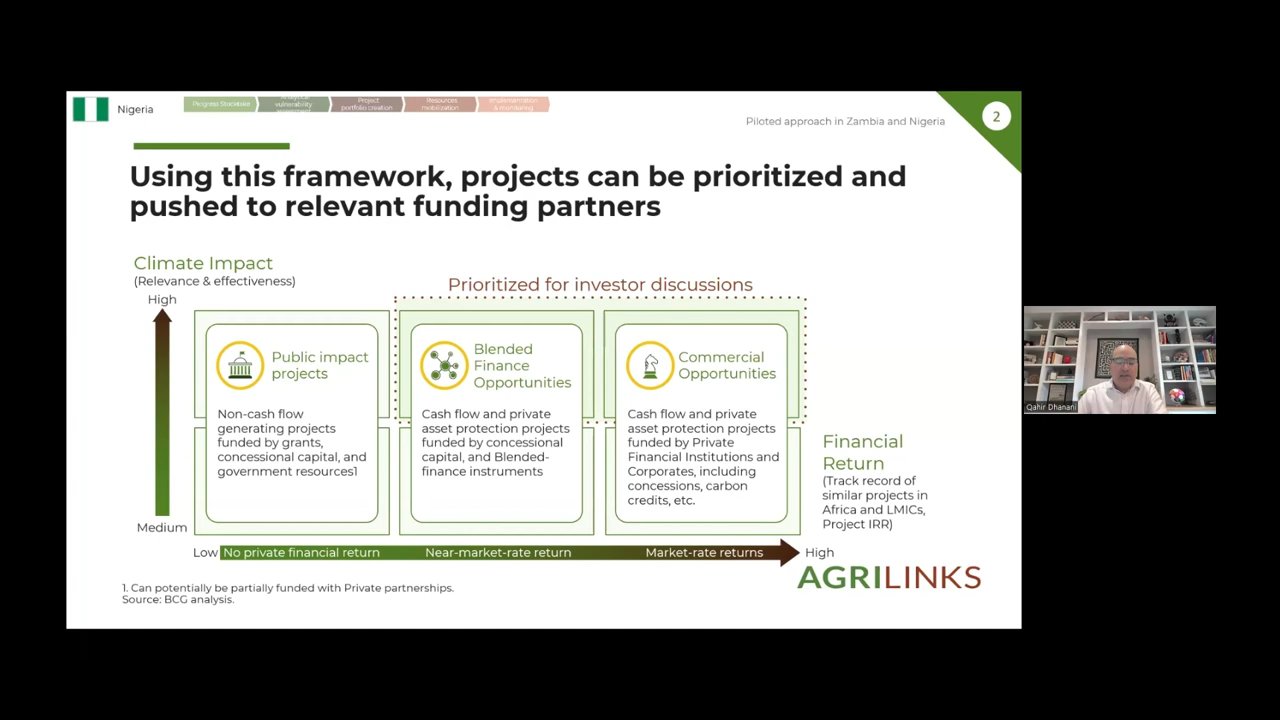 Nigeria
Progress Stocktake
vulnerability
Project
portfolio creation
Resources
mobilization
Implementation
& monitoring
Piloted approach in Zambia and Nigeria
2
Using this framework, projects can be prioritized and
pushed to relevant funding partners
Climate Impact
(Relevance & effectiveness)
High
Medium
Prioritized for investor discussions
Public impact
projects
Non-cash flow
generating projects
funded by grants,
concessional capital, and
government resources1
Blended
Finance
Opportunities
Cash flow and private
asset protection projects
funded by concessional
capital, and Blended-
finance instruments
Commercial
Opportunities
Cash flow and private
asset protection projects
funded by Private
Financial Institutions and
Corporates, including
concessions, carbon
credits, etc.
Financial
Return
(Track record of
similar projects in
Africa and LMICs,
Project IRR)
Low
No private financial return
Near-market-rate return
Market-rate returns
High
1. Can potentially be partially funded with Private partnerships.
Source: BCG analysis.
AGRILINKS
Qahir Dhanani